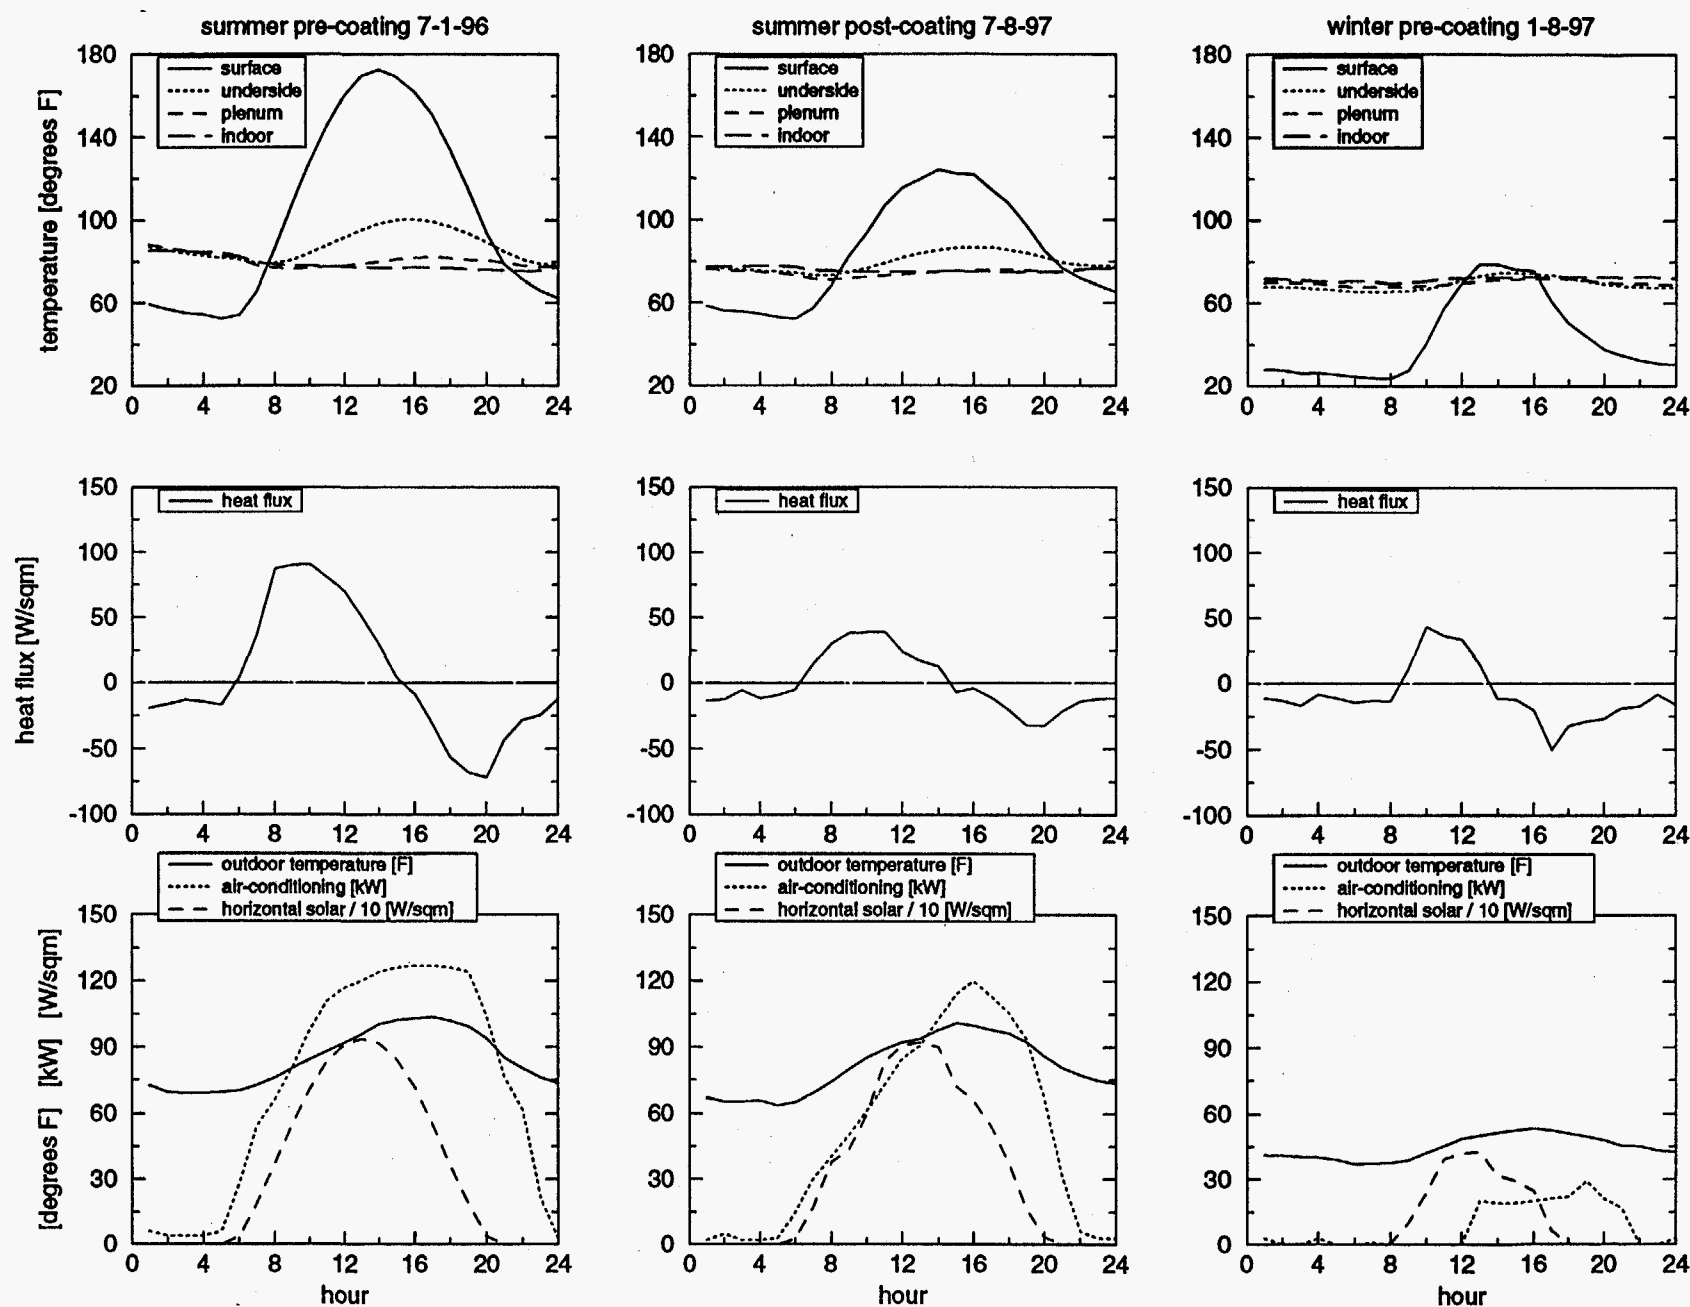 summer pre-coating 7-1-96
summer post-coating 7-8-97
winter pre-coating 1-8-97
temperature [degrees F]
180
140
100
60
20
surface
underside
plenum
indoor
0 4 8 12 16 20 24
180
140
100
60
20
surface
underside
plenum
indoor
0 4 8 12 16 20 24
180
140
100
60
20
surface
underside
plenum
indoor
0 4 8 12 16 20 24
heat flux [W/sqm]
150
100
50
0
-50
-100
heat flux
0 4 8 12 16 20 24
150
100
50
0
-50
-100
heat flux
0 4 8 12 16 20 24
150
100
50
0
-50
-100
heat flux
0 4 8 12 16 20 24
[degrees F] [kW] [W/sqm]
outdoor temperature [F]
air-conditioning [kW]
horizontal solar / 10 [W/sqm]
150
120
90
60
30
0
0 4 8 12 16 20 24
hour
outdoor temperature [F]
air-conditioning [kW]
horizontal solar / 10 [W/sqm]
150
120
90
60
30
0
0 4 8 12 16 20 24
hour
outdoor temperature [F]
air-conditioning [kW]
horizontal solar / 10 [W/sqm]
150
120
90
60
30
0
0 4 8 12 16 20 24
hour